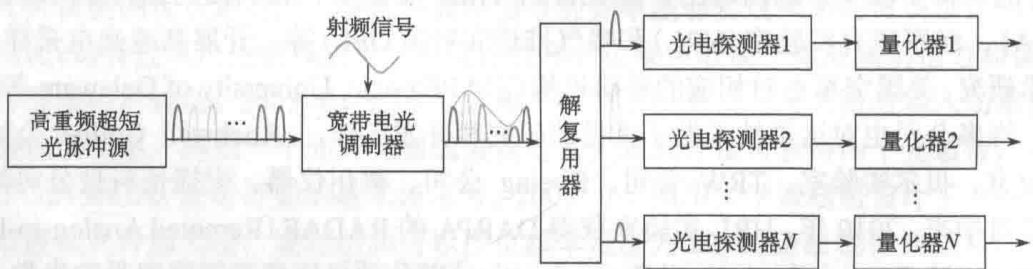 射频信号
高重频超短
光脉冲源
宽带电光
调制器
解复用器
光电探测器1
量化器1
光电探测器2
量化器2
光电探测器N
量化器N